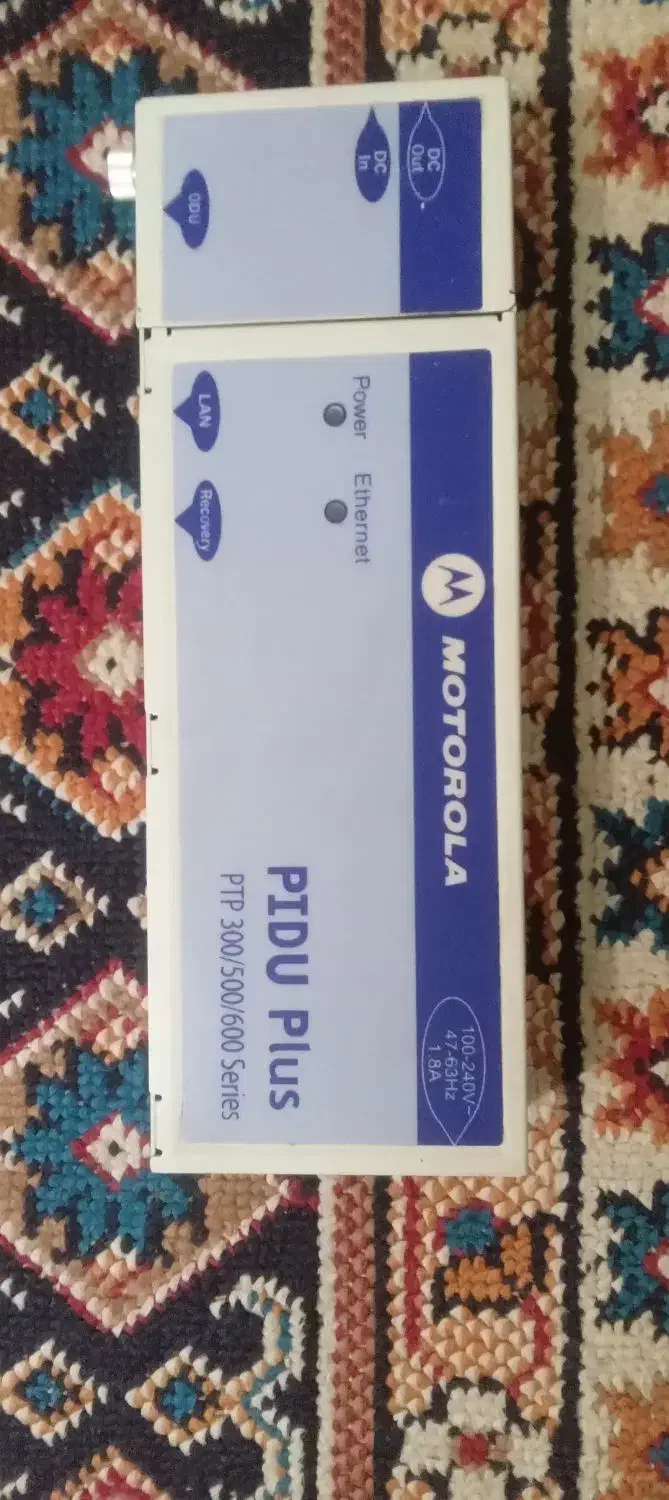 DC
Out
DC
In
ODU
MOTOROLA
100-240V~
47-63Hz
1.8A
Power
Ethernet
LAN
Recovery
PIDU Plus
PTP 300/500/600 Series